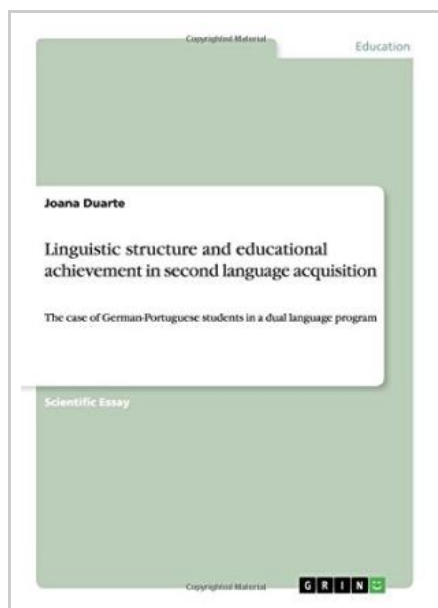 Copyrighted Material
Education
Joana Duarte
Linguistic structure and educational
achievement in second language acquisition
The case of German-Portuguese students in a dual language program
Scientific Essay
Copyrighted Material
GRIN